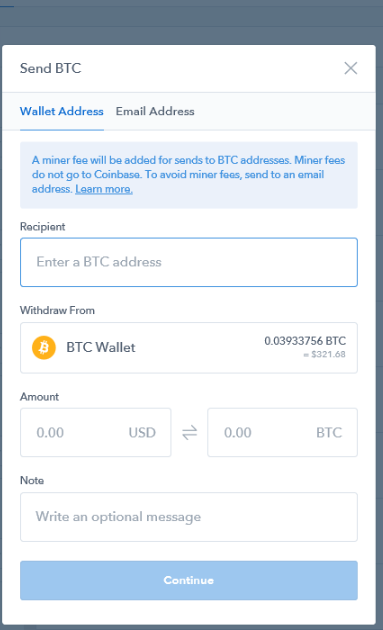 Send BTC
Wallet Address Email Address
A miner fee will be added for sends to BTC addresses. Miner fees
do not go to Coinbase. To avoid miner fees, send to an email
address. Learn more.
Recipient
Enter a BTC address
Withdraw From
BTC Wallet 0.03933756 BTC
= $321.68
Amount
0.00 USD 0.00 BTC
Note
Write an optional message
Continue